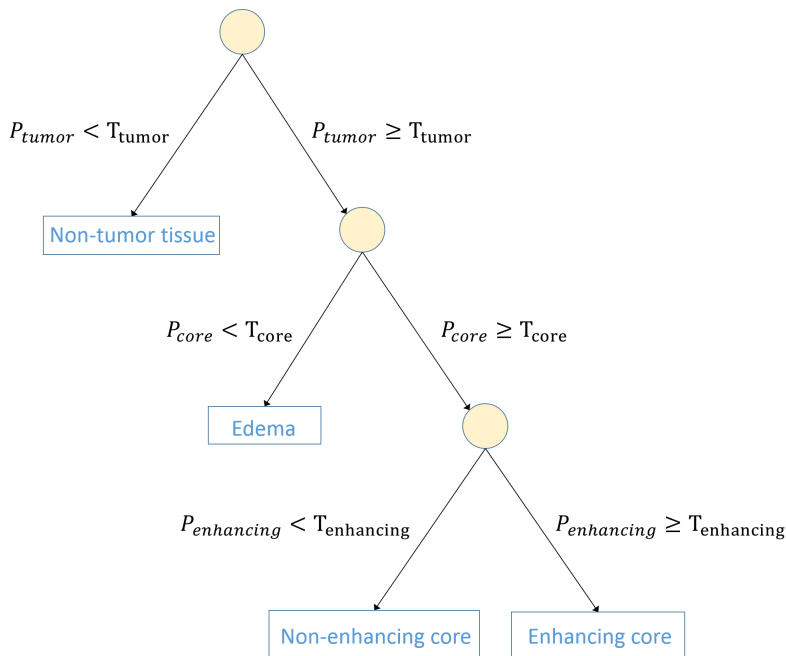 P_tumor < T_tumor
P_tumor ≥ T_tumor
Non-tumor tissue
P_core < T_core
P_core ≥ T_core
Edema
P_enhancing < T_enhancing
P_enhancing ≥ T_enhancing
Non-enhancing core
Enhancing core